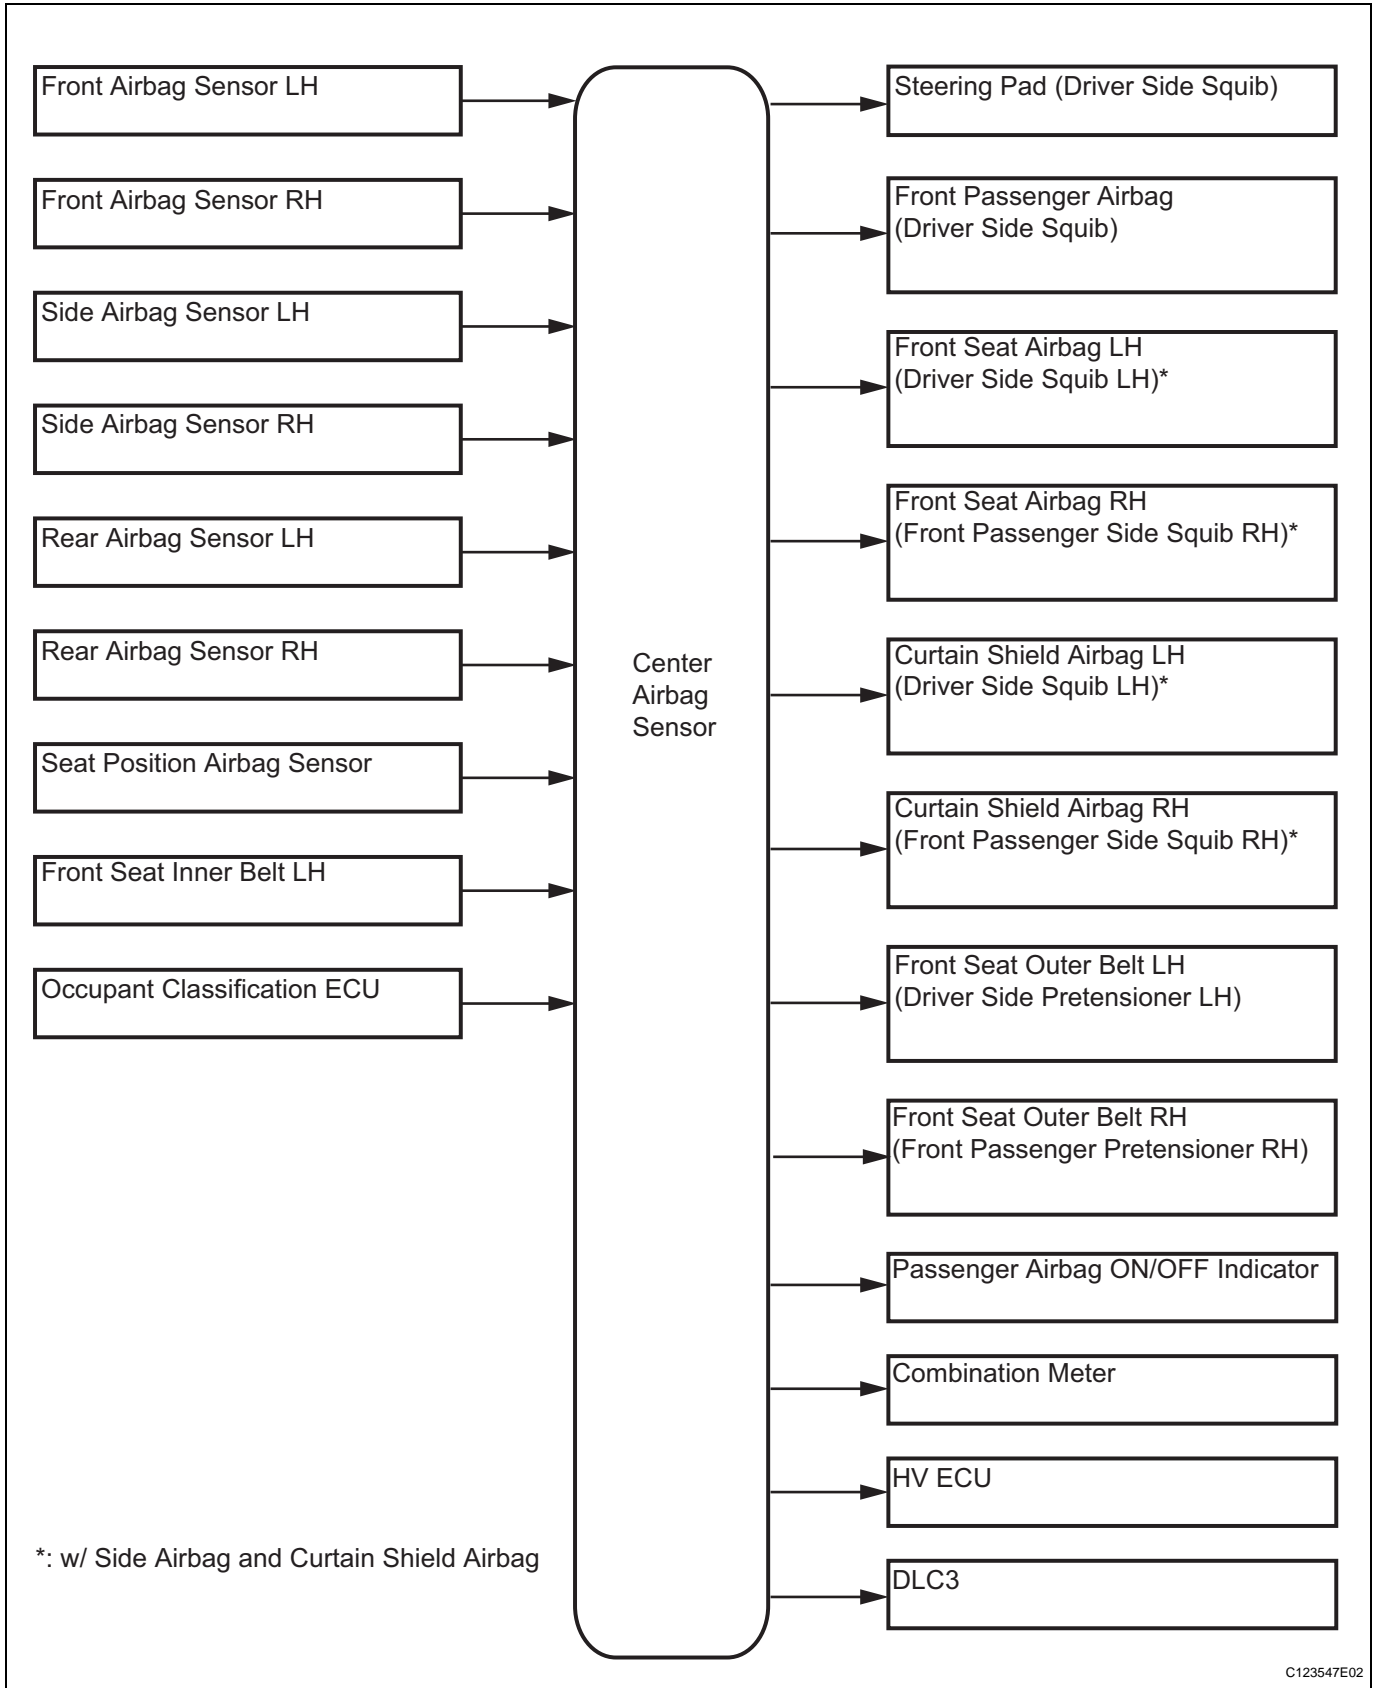 Front Airbag Sensor LH
Front Airbag Sensor RH
Side Airbag Sensor LH
Side Airbag Sensor RH
Rear Airbag Sensor LH
Rear Airbag Sensor RH
Seat Position Airbag Sensor
Front Seat Inner Belt LH
Occupant Classification ECU
Center
Airbag
Sensor
Steering Pad (Driver Side Squib)
Front Passenger Airbag
(Driver Side Squib)
Front Seat Airbag LH
(Driver Side Squib LH)*
Front Seat Airbag RH
(Front Passenger Side Squib RH)*
Curtain Shield Airbag LH
(Driver Side Squib LH)*
Curtain Shield Airbag RH
(Front Passenger Side Squib RH)*
Front Seat Outer Belt LH
(Driver Side Pretensioner LH)
Front Seat Outer Belt RH
(Front Passenger Pretensioner RH)
Passenger Airbag ON/OFF Indicator
Combination Meter
HV ECU
DLC3
*: w/ Side Airbag and Curtain Shield Airbag
C123547E02